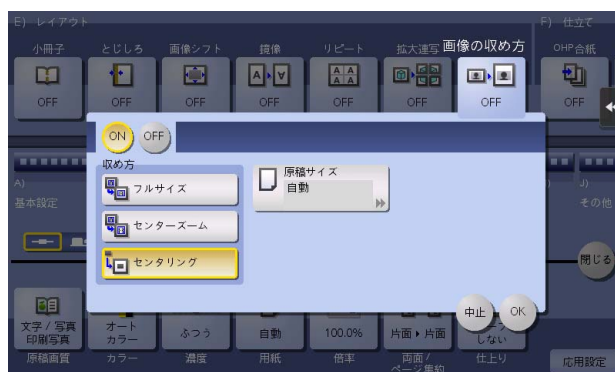 E) レイアウト
F) 仕立て
小冊子
とじしろ
画像シフト
鏡像
リピート
拡大連写
画像の収め方
OHP合紙
OFF
OFF
OFF
OFF
OFF
OFF
OFF
OFF
ON
OFF
収め方
フルサイズ
センターズーム
センタリング
原稿サイズ
自動
A)
基本設定
J)
その他
閉じる
中止
OK
文字 / 写真
印刷写真
オート
カラー
ふつう
自動
100.0%
片面 ▶ 片面
しない
原稿画質
カラー
濃度
用紙
倍率
両面 /
ページ集約
仕上り
応用設定